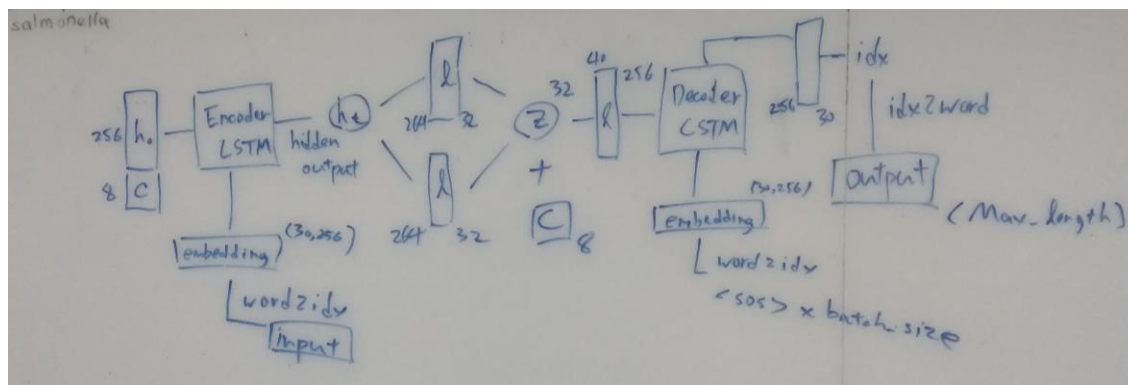 salmonella
256 h₀
8 C
Encoder
LSTM
hidden
output
embedding (30,256)
word2idx
input
hₜ
264 32
264 32
z
+
C 8
32 40 256
Decoder
LSTM
embedding (30,256)
word2idx
<sos> x batch_size
256 30
idx
idx2word
output
(Max_length)